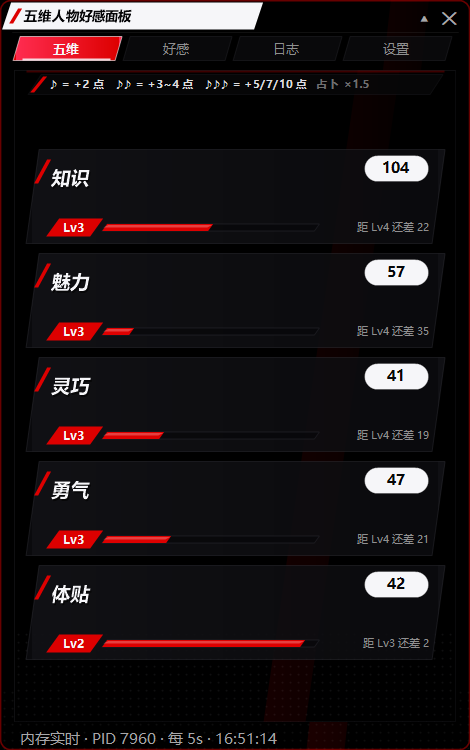 五维人物好感面板
五维 好感 日志 设置
♪ = +2 点 ♪♪ = +3~4 点 ♪♪♪ = +5/7/10 点 占卜 ×1.5
知识 104
Lv3 距 Lv4 还差 22
魅力 57
Lv3 距 Lv4 还差 35
灵巧 41
Lv3 距 Lv4 还差 19
勇气 47
Lv3 距 Lv4 还差 21
体贴 42
Lv2 距 Lv3 还差 2
内存实时 · PID 7960 · 每 5s · 16:51:14